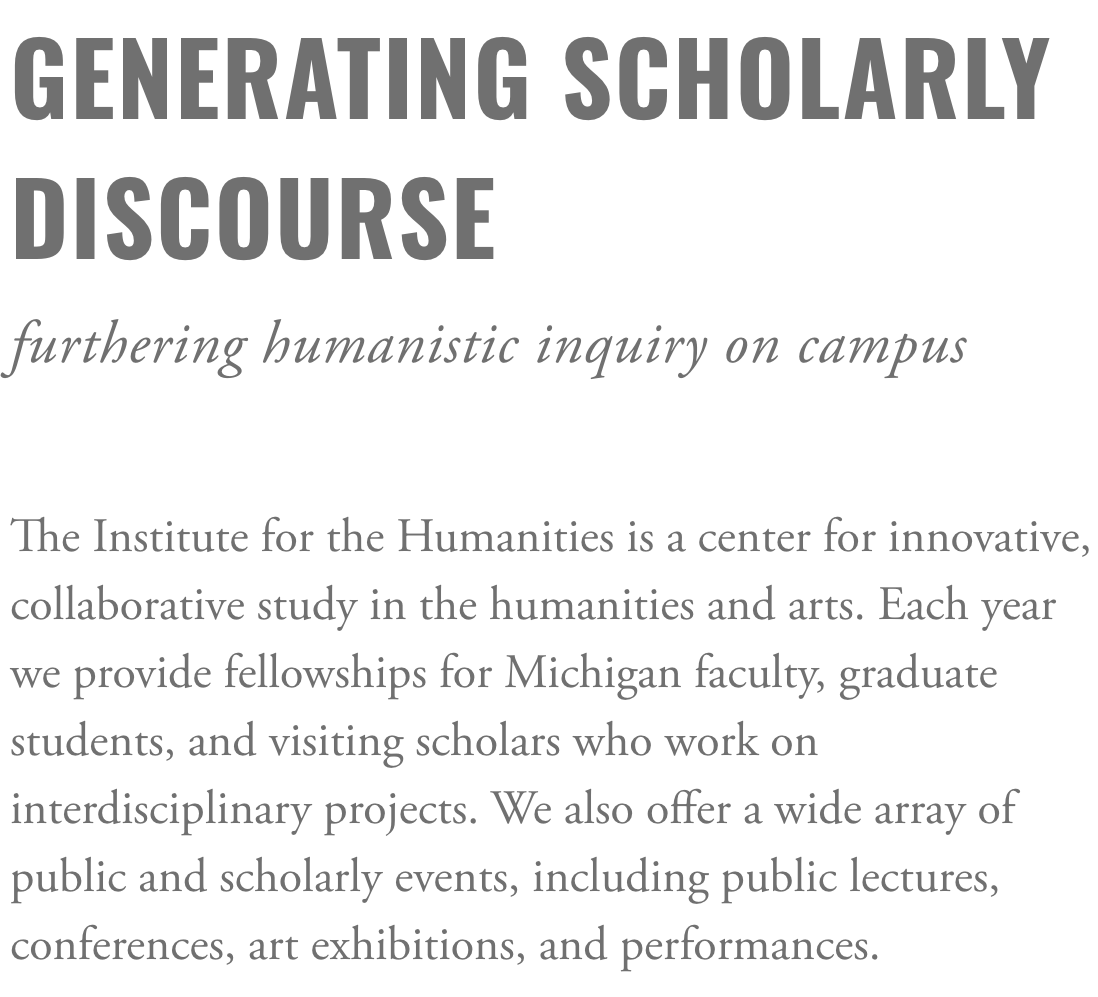 GENERATING SCHOLARLY
DISCOURSE
furthering humanistic inquiry on campus
The Institute for the Humanities is a center for innovative,
collaborative study in the humanities and arts. Each year
we provide fellowships for Michigan faculty, graduate
students, and visiting scholars who work on
interdisciplinary projects. We also offer a wide array of
public and scholarly events, including public lectures,
conferences, art exhibitions, and performances.